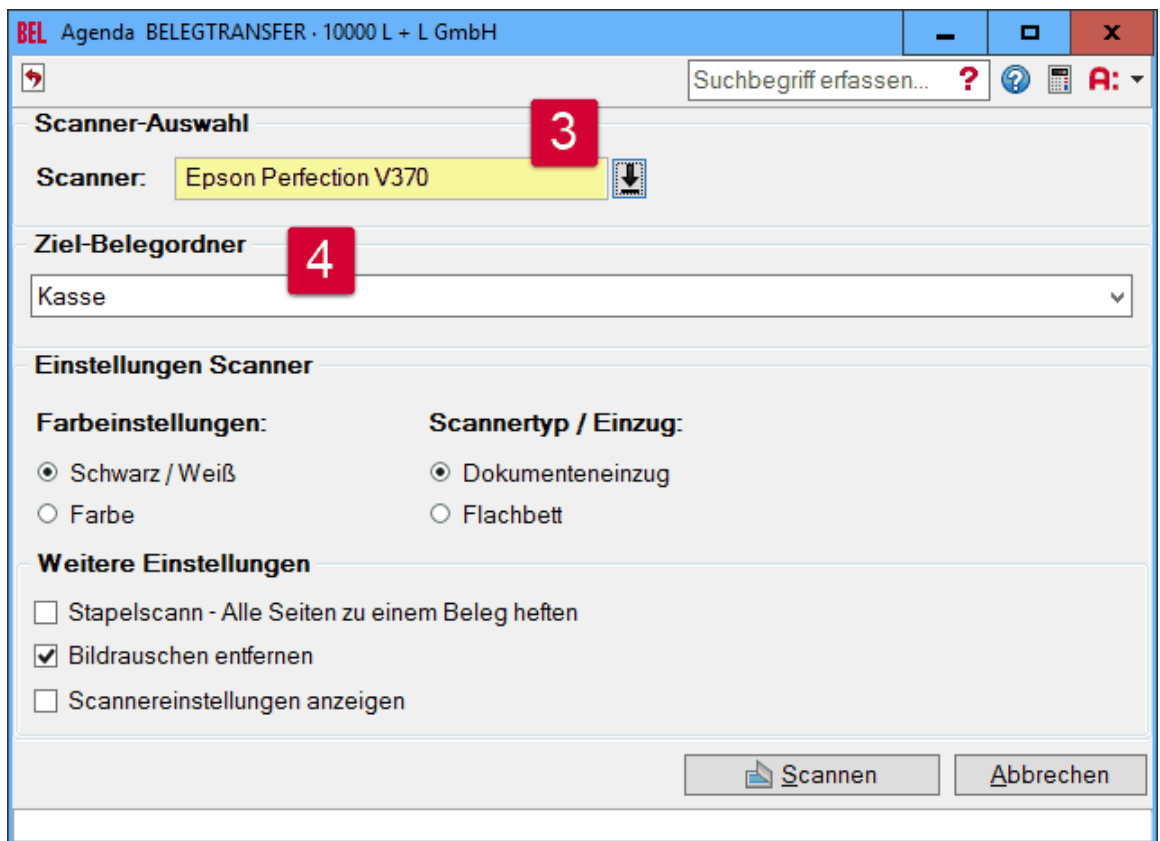 BEL Agenda BELEGTRANSFER · 10000 L + L GmbH
Suchbegriff erfassen... ? ? A:
Scanner-Auswahl
3
Scanner: Epson Perfection V370
Ziel-Belegordner
4
Kasse
Einstellungen Scanner
Farbeinstellungen: Scannertyp / Einzug:
Schwarz / Weiß Dokumenteneinzug
Farbe Flachbett
Weitere Einstellungen
Stapelscann - Alle Seiten zu einem Beleg heften
Bildrauschen entfernen
Scannereinstellungen anzeigen
Scannen Abbrechen